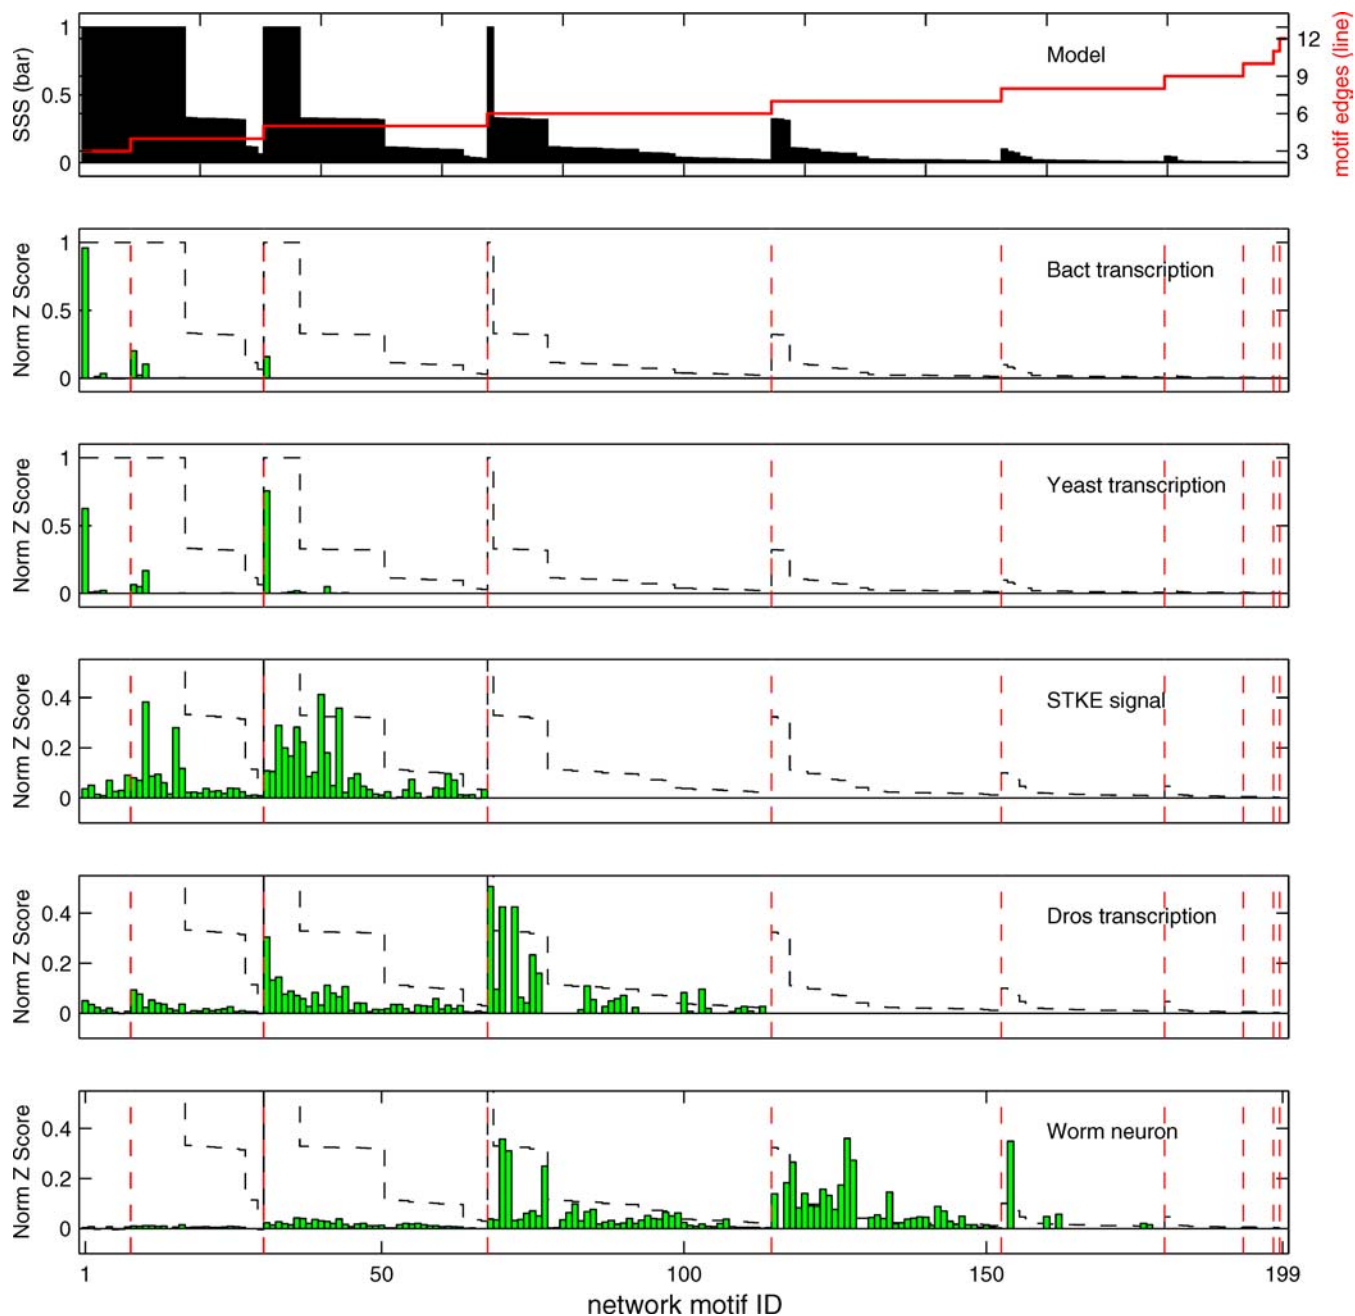 SSS (bar)
1
0.5
0
Model
12
9
6
3
motif edges (line)
Norm Z Score
1
0.5
0
Bact transcription
Norm Z Score
1
0.5
0
Yeast transcription
Norm Z Score
0.4
0.2
0
STKE signal
Norm Z Score
0.4
0.2
0
Dros transcription
Norm Z Score
0.4
0.2
0
Worm neuron
1 50 100 150 199
network motif ID